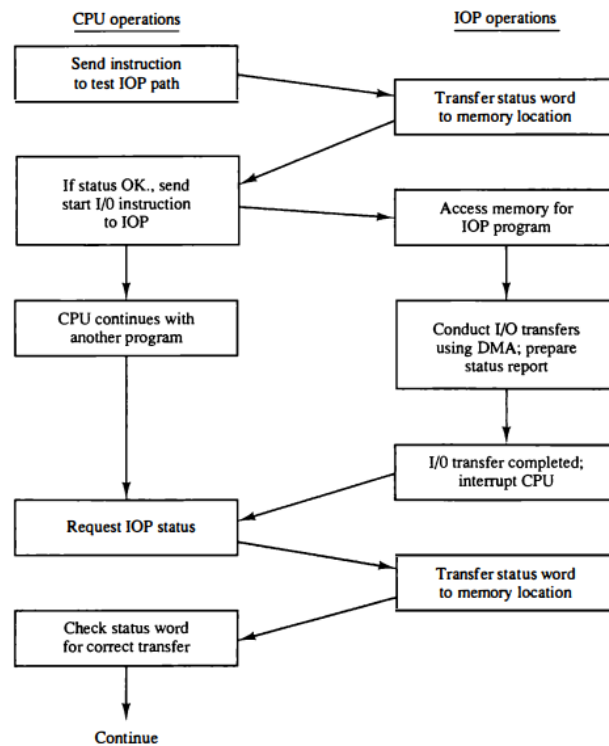 CPU operations
IOP operations
Send instruction
to test IOP path
Transfer status word
to memory location
If status OK., send
start I/0 instruction
to IOP
Access memory for
IOP program
CPU continues with
another program
Conduct I/O transfers
using DMA; prepare
status report
I/0 transfer completed;
interrupt CPU
Request IOP status
Transfer status word
to memory location
Check status word
for correct transfer
Continue